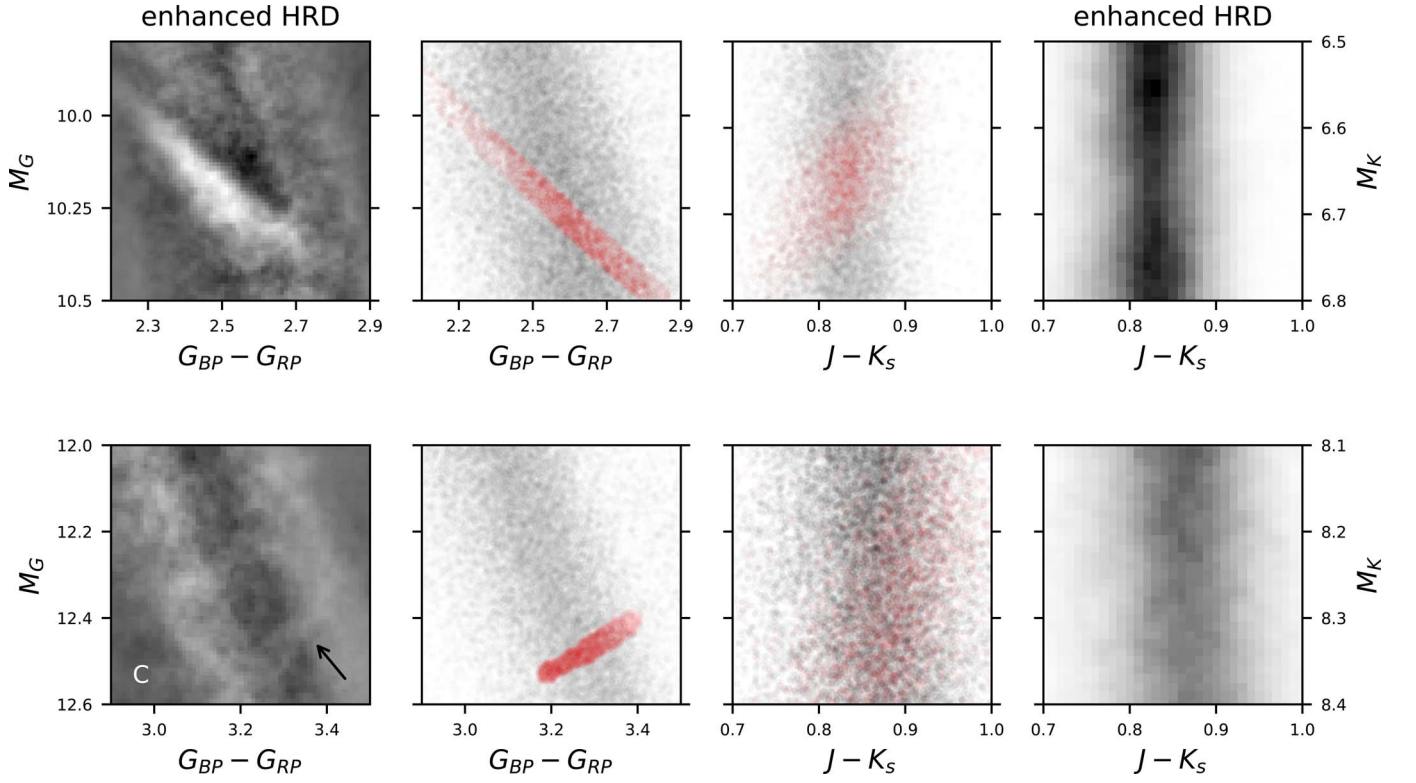 enhanced HRD
enhanced HRD
M_G
10.0
10.25
10.5
2.3 2.5 2.7 2.9
G_BP − G_RP
2.2 2.5 2.7 2.9
G_BP − G_RP
0.7 0.8 0.9 1.0
J − K_s
0.7 0.8 0.9 1.0
J − K_s
6.5
6.6
6.7
6.8
M_K
M_G
12.0
12.2
12.4
12.6
C
3.0 3.2 3.4
G_BP − G_RP
3.0 3.2 3.4
G_BP − G_RP
0.7 0.8 0.9 1.0
J − K_s
0.7 0.8 0.9 1.0
J − K_s
8.1
8.2
8.3
8.4
M_K